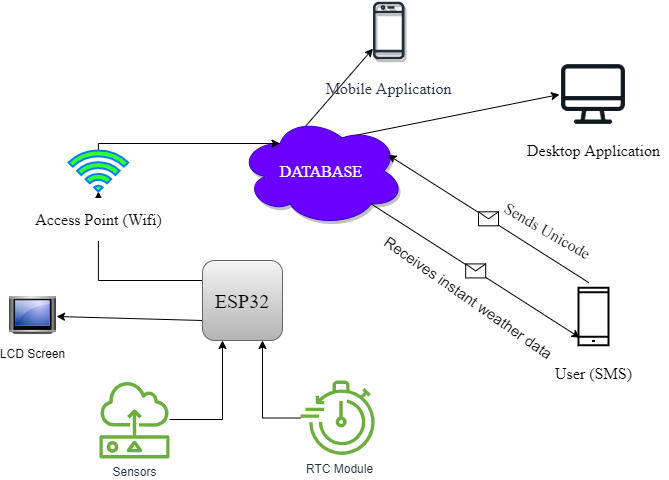 Mobile Application
Desktop Application
DATABASE
Access Point (Wifi)
Sends Unicode
Receives instant weather data
ESP32
LCD Screen
User (SMS)
Sensors
RTC Module